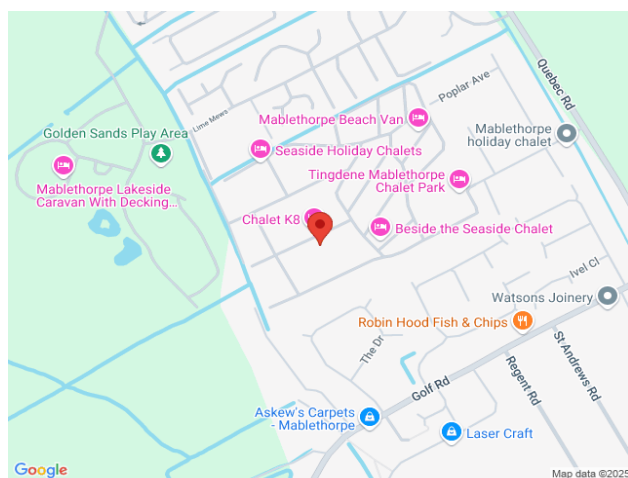 Quebec Rd
Poplar Ave
Lime Mews
Mablethorpe Beach Van
Golden Sands Play Area
Mablethorpe
holiday chalet
Seaside Holiday Chalets
Tingdene Mablethorpe
Chalet Park
Mablethorpe Lakeside
Caravan With Decking...
Chalet K8
Beside the Seaside Chalet
Ivel Cl
Watsons Joinery
Robin Hood Fish & Chips
The Dr
St Andrews Rd
Regent Rd
Golf Rd
Askew's Carpets
- Mablethorpe
Laser Craft
Google
Map data ©2025